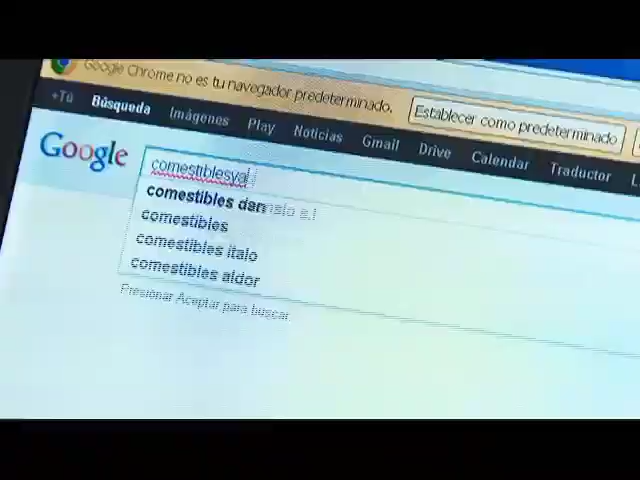 Google Chrome no es tu navegador predeterminado. Establecer como predeterminado
+Tú Búsqueda Imágenes Play Noticias Gmail Drive Calendar Traductor
Google
comestiblesval
comestibles dan
comestibles
comestibles italo
comestibles aldor
Presionar Aceptar para buscar.